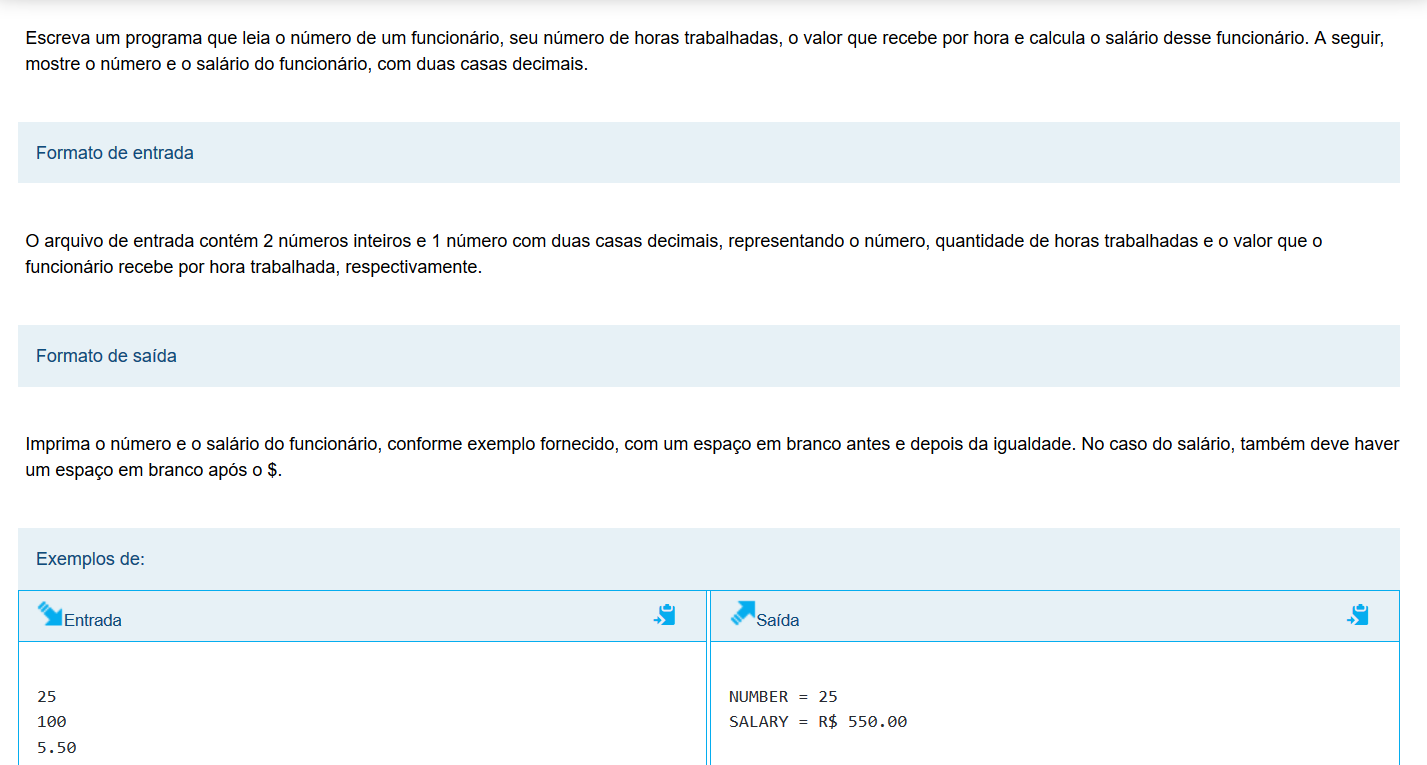 Escreva um programa que leia o número de um funcionário, seu número de horas trabalhadas, o valor que recebe por hora e calcula o salário desse funcionário. A seguir,
mostre o número e o salário do funcionário, com duas casas decimais.
Formato de entrada
O arquivo de entrada contém 2 números inteiros e 1 número com duas casas decimais, representando o número, quantidade de horas trabalhadas e o valor que o
funcionário recebe por hora trabalhada, respectivamente.
Formato de saída
Imprima o número e o salário do funcionário, conforme exemplo fornecido, com um espaço em branco antes e depois da igualdade. No caso do salário, também deve haver
um espaço em branco após o $.
Exemplos de:
Entrada
25
100
5.50
Saída
NUMBER = 25
SALARY = R$ 550.00